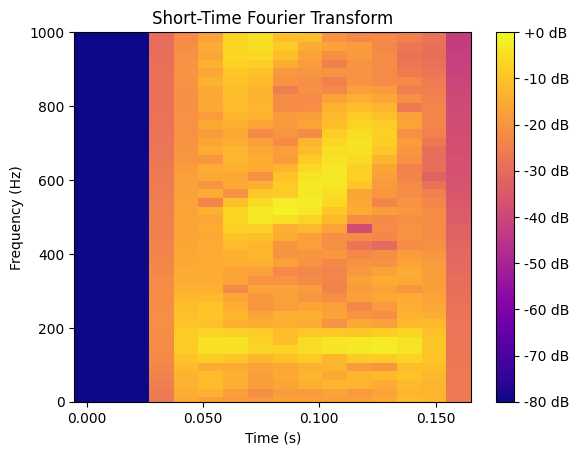 Short-Time Fourier Transform
Frequency (Hz)
1000
800
600
400
200
0
0.000
0.050
0.100
0.150
Time (s)
+0 dB
-10 dB
-20 dB
-30 dB
-40 dB
-50 dB
-60 dB
-70 dB
-80 dB